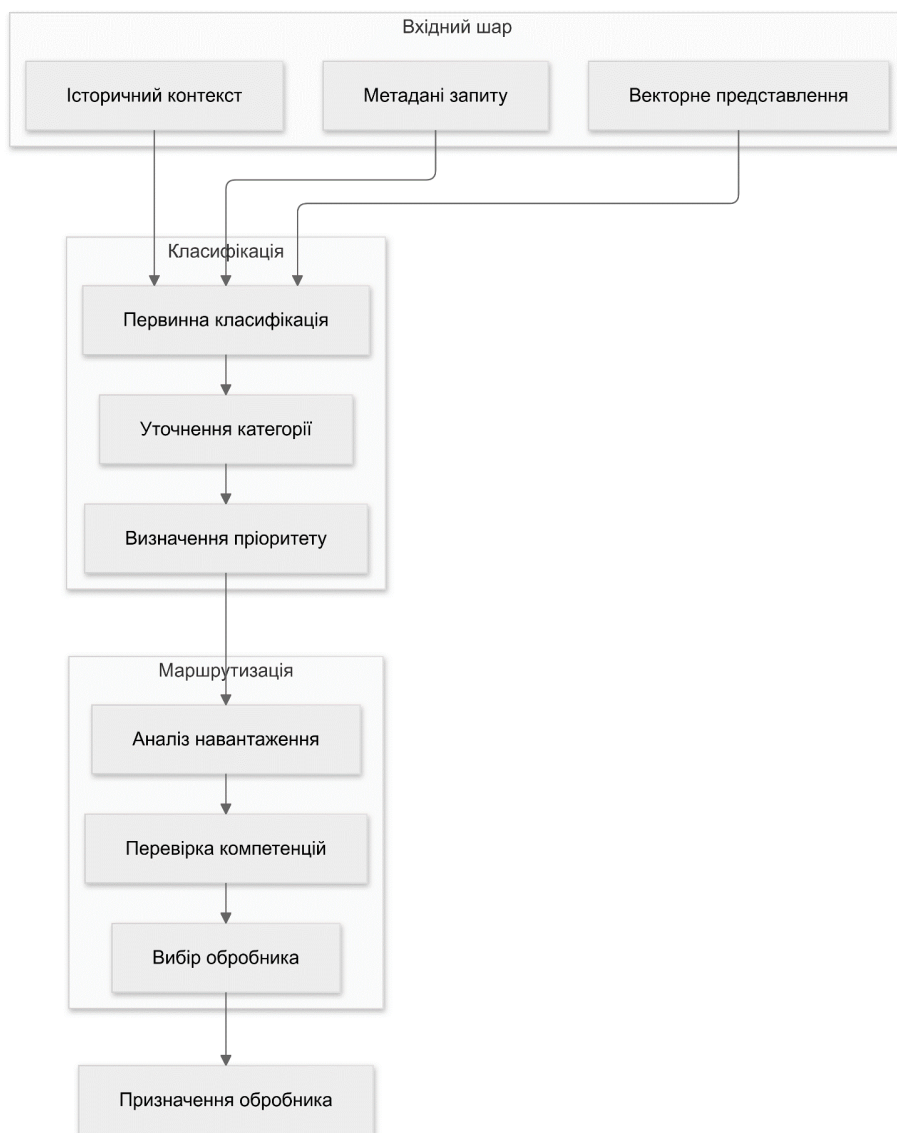 Вхідний шар
Історичний контекст
Метадані запиту
Векторне представлення
Класифікація
Первинна класифікація
Уточнення категорії
Визначення пріоритету
Маршрутизація
Аналіз навантаження
Перевірка компетенцій
Вибір обробника
Призначення обробника